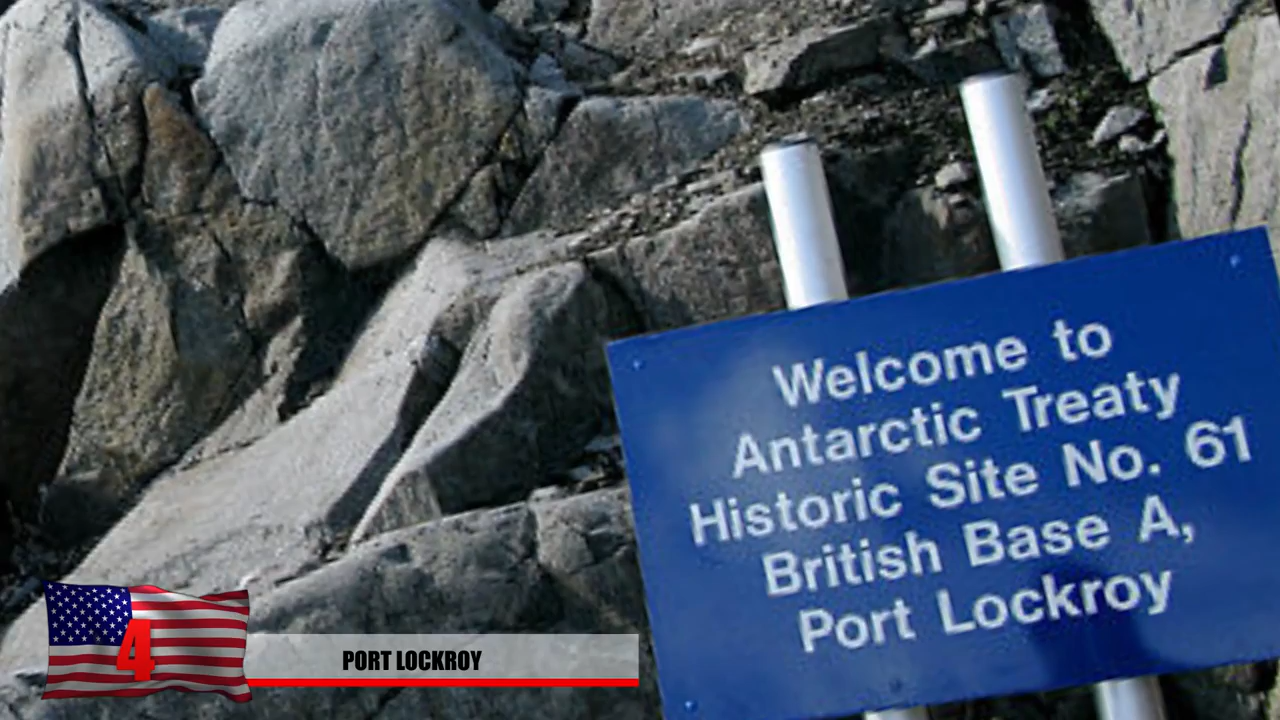 Welcome to
Antarctic Treaty
Historic Site No. 61
British Base A,
Port Lockroy
4
PORT LOCKROY